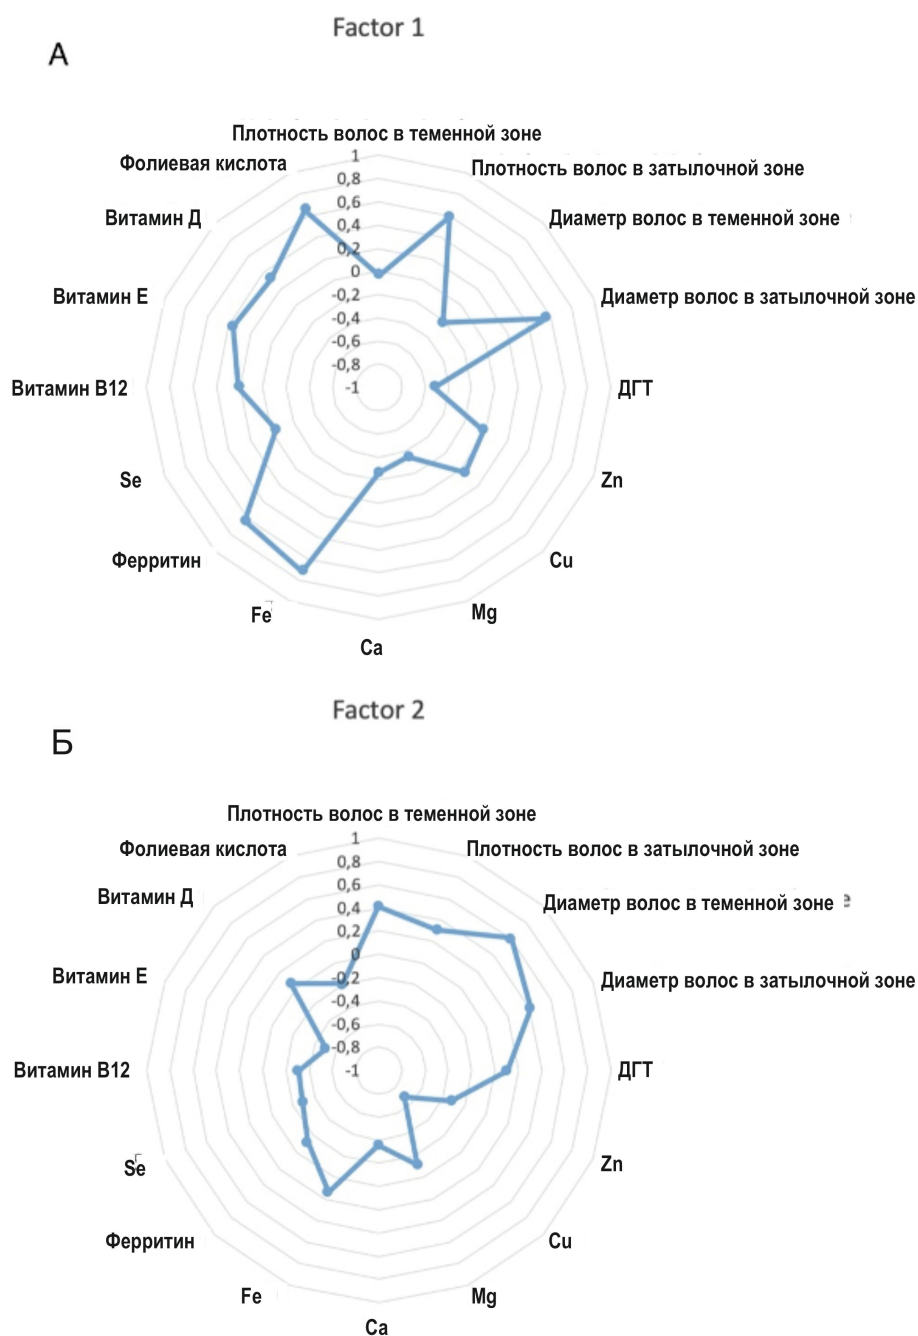 Factor 1
А
Плотность волос в теменной зоне
Фолиевая кислота
Плотность волос в затылочной зоне
Витамин Д
Диаметр волос в теменной зоне
Витамин Е
Диаметр волос в затылочной зоне
Витамин В12
ДГТ
Se
Zn
Ферритин
Cu
Fe
Mg
Ca
1
0,8
0,6
0,4
0,2
0
-0,2
-0,4
-0,6
-0,8
-1
Factor 2
Б
Плотность волос в теменной зоне
Фолиевая кислота
Плотность волос в затылочной зоне
Витамин Д
Диаметр волос в теменной зоне
Витамин Е
Диаметр волос в затылочной зоне
Витамин В12
ДГТ
Se
Zn
Ферритин
Cu
Fe
Mg
Ca
1
0,8
0,6
0,4
0,2
0
-0,2
-0,4
-0,6
-0,8
-1